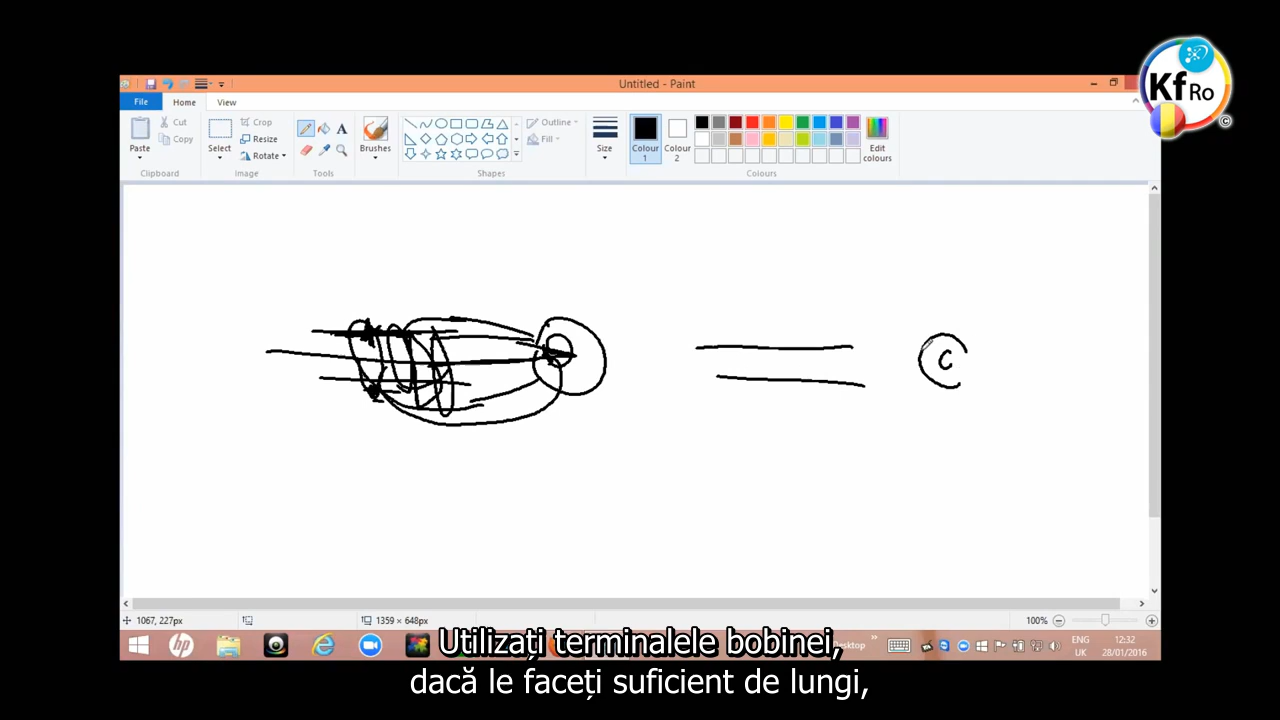 Untitled - Paint
Kf Ro
©
File Home View
Cut
Copy
Paste
Clipboard
Select
Crop
Resize
Rotate
Image
A
Tools
Brushes
Outline
Fill
Shapes
Size
Colour 1
Colour 2
Edit colours
Colours
C
1067, 227px
1359 × 648px
100%
hp
Desktop
ENG
UK
12:32
28/01/2016
Utilizați terminalele bobinei,
dacă le faceți suficient de lungi,